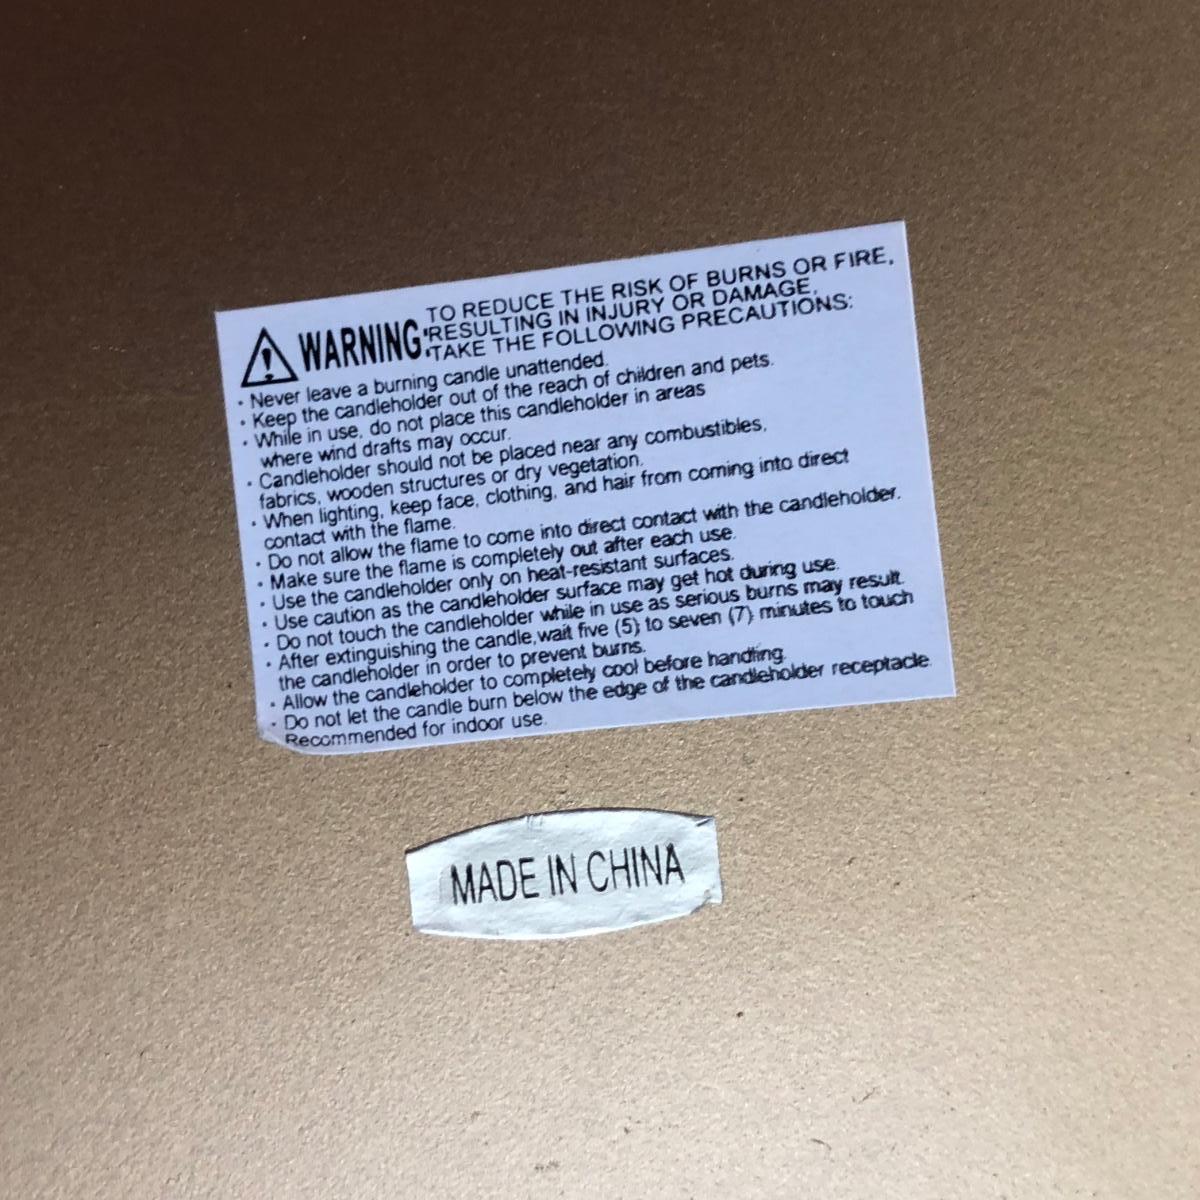 WARNING: TO REDUCE THE RISK OF BURNS OR FIRE,
RESULTING IN INJURY OR DAMAGE,
TAKE THE FOLLOWING PRECAUTIONS:
· Never leave a burning candle unattended.
· Keep the candleholder out of the reach of children and pets.
· While in use, do not place this candleholder in areas
where wind drafts may occur.
· Candleholder should not be placed near any combustibles,
fabrics, wooden structures or dry vegetation.
· When lighting, keep face, clothing, and hair from coming into direct
contact with the flame.
· Do not allow the flame to come into direct contact with the candleholder.
· Make sure the flame is completely out after each use.
· Use the candleholder only on heat-resistant surfaces.
· Use caution as the candleholder surface may get hot during use.
· Do not touch the candleholder while in use as serious burns may result.
· After extinguishing the candle, wait five (5) to seven (7) minutes to touch
the candleholder in order to prevent burns.
· Allow the candleholder to completely cool before handling.
· Do not let the candle burn below the edge of the candleholder receptacle.
Recommended for indoor use.
MADE IN CHINA